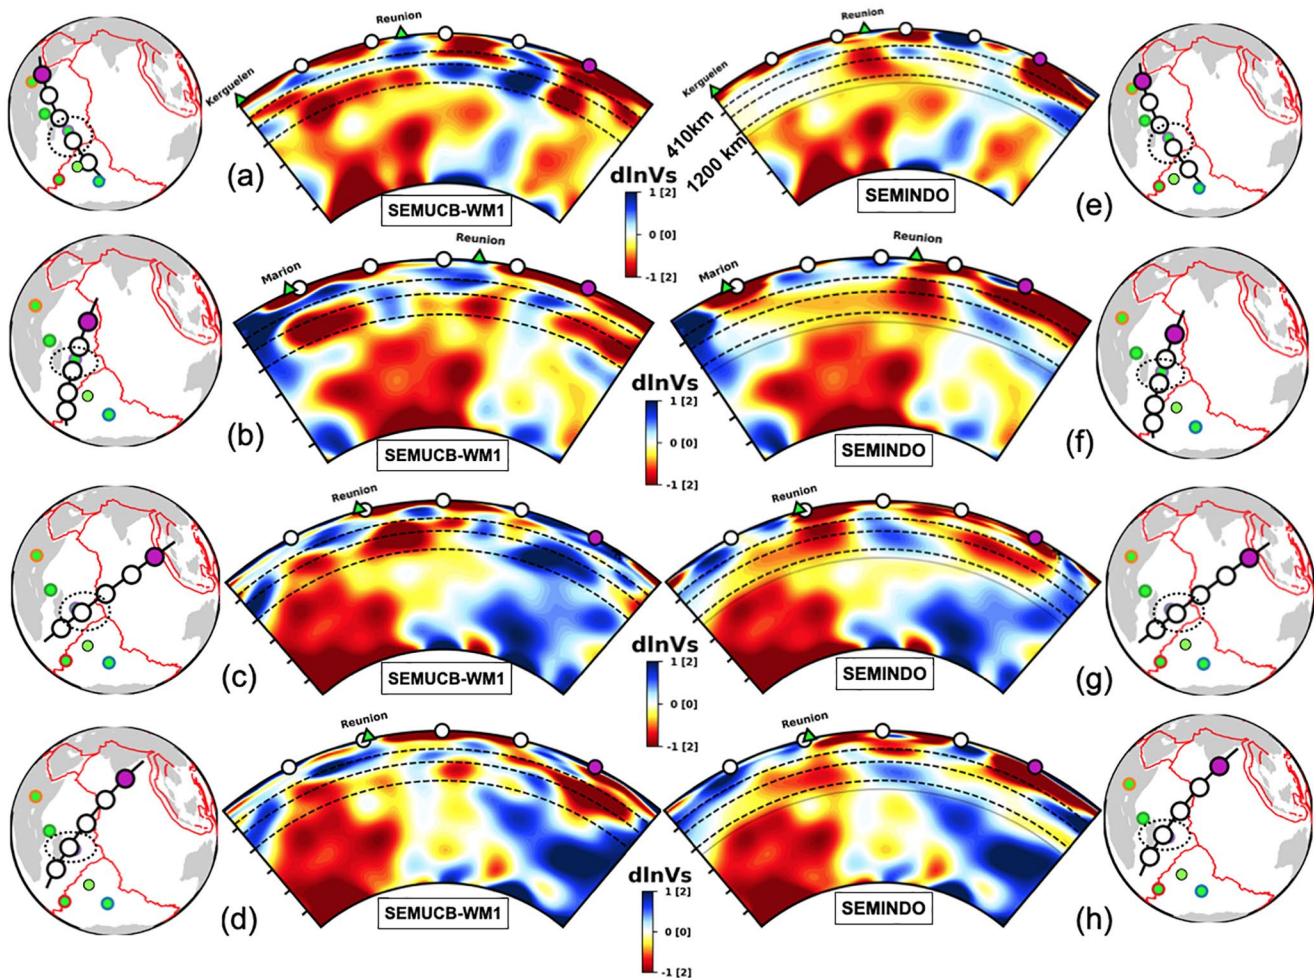 Reunion
Kerguelen
(a)
SEMUCB-WM1
dlnVs
1 [2]
0 [0]
-1 [2]
Reunion
Kerguelen
410km
1200 km
SEMINDO
(e)
Marion
Reunion
(b)
SEMUCB-WM1
dlnVs
1 [2]
0 [0]
-1 [2]
Marion
Reunion
SEMINDO
(f)
Reunion
(c)
SEMUCB-WM1
dlnVs
1 [2]
0 [0]
-1 [2]
Reunion
SEMINDO
(g)
Reunion
(d)
SEMUCB-WM1
dlnVs
1 [2]
0 [0]
-1 [2]
Reunion
SEMINDO
(h)